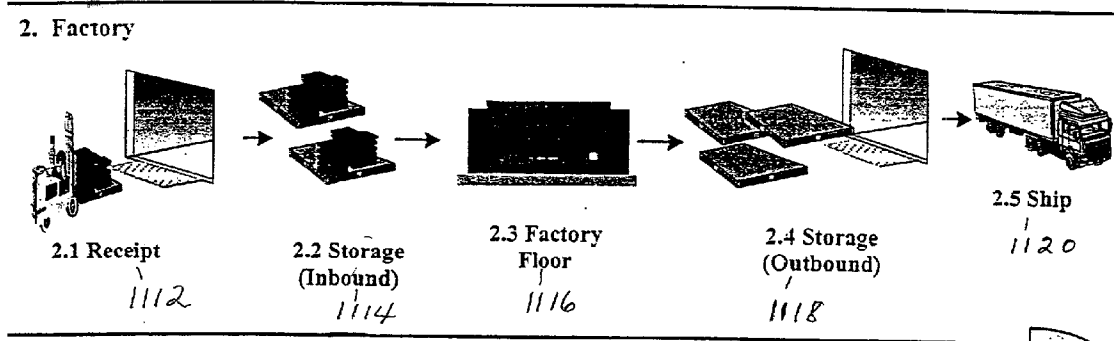 2. Factory
2.1 Receipt
1112
2.2 Storage
(Inbound)
1114
2.3 Factory
Floor
1116
2.4 Storage
(Outbound)
1118
2.5 Ship
1120